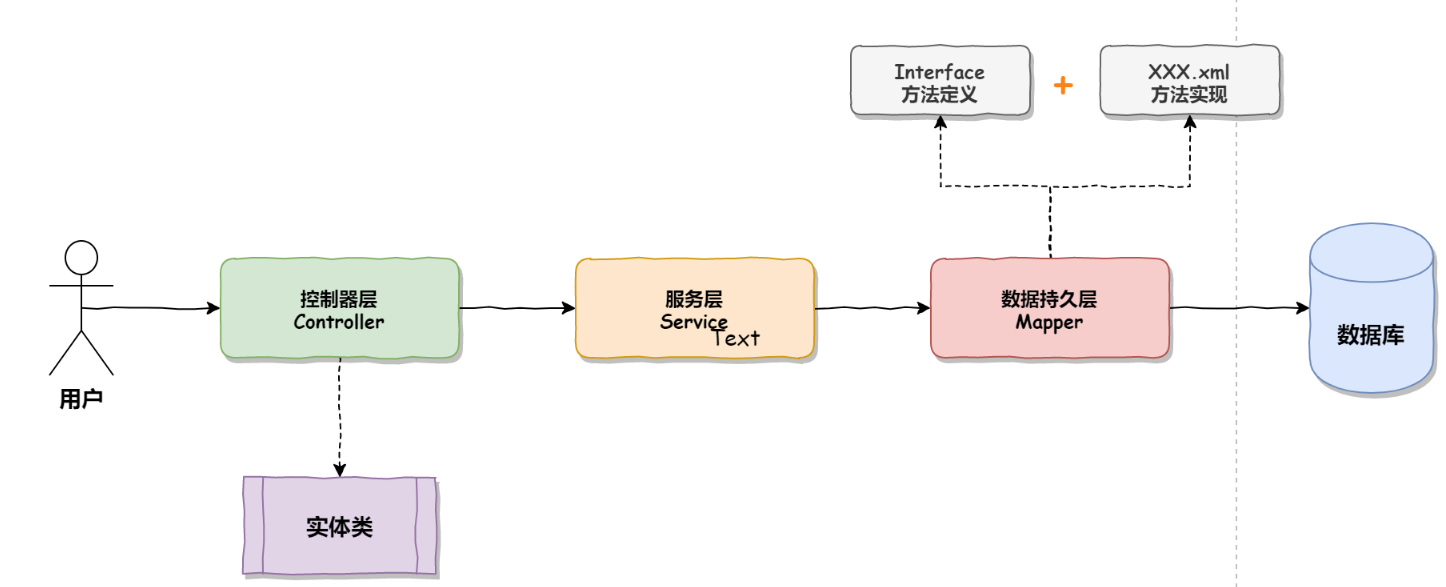 Interface
方法定义
+
XXX.xml
方法实现
控制器层
Controller
服务层
Service
Text
数据持久层
Mapper
数据库
用户
实体类